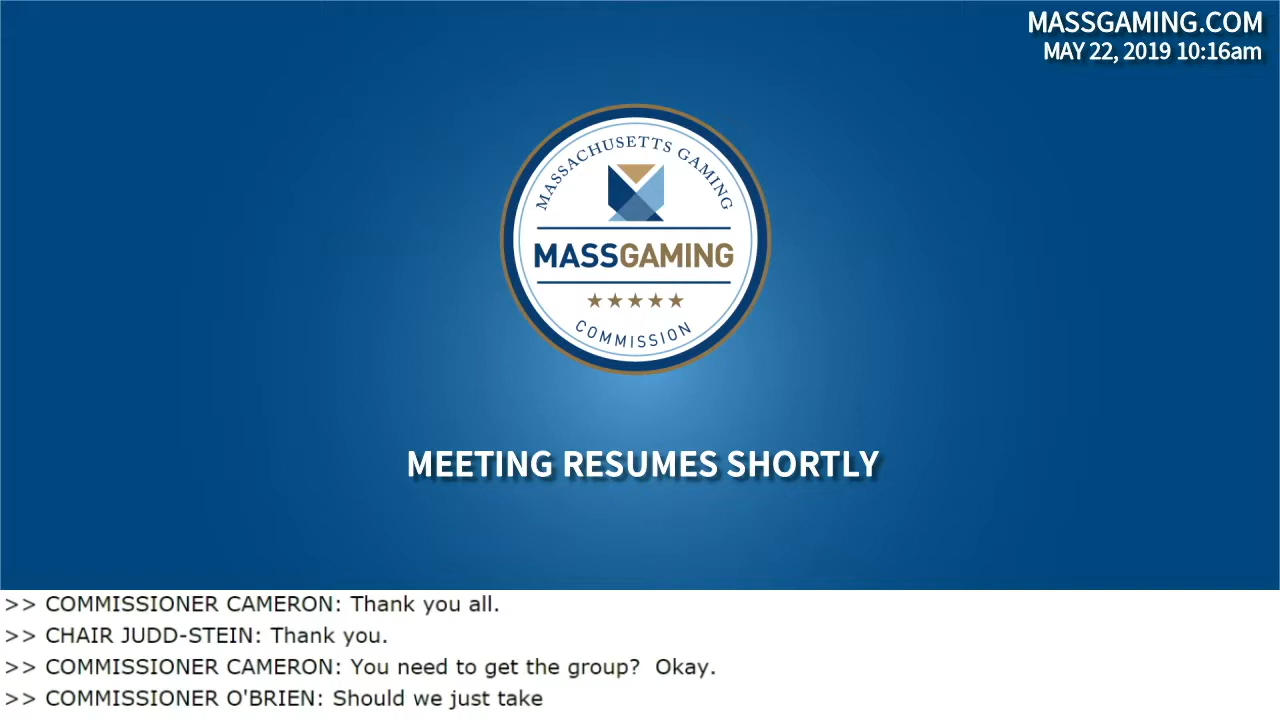 MASSGAMING.COM
MAY 22, 2019 10:16am
MASSACHUSETTS GAMING
MASSGAMING
COMMISSION
MEETING RESUMES SHORTLY
>> COMMISSIONER CAMERON: Thank you all.
>> CHAIR JUDD-STEIN: Thank you.
>> COMMISSIONER CAMERON: You need to get the group?  Okay.
>> COMMISSIONER O'BRIEN: Should we just take